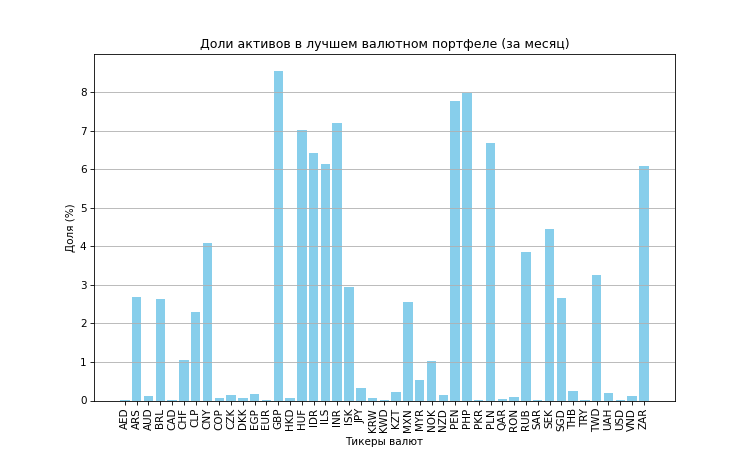 Доли активов в лучшем валютном портфеле (за месяц)
Доля (%)
8
7
6
5
4
3
2
1
0
AED ARS AUD BRL CAD CHF CLP CNY COP CZK DKK EGP EUR GBP HKD HUF IDR ILS INR ISK JPY KRW KWD KZT MXN MYR NOK NZD PEN PHP PKR PLN QAR RON RUB SAR SEK SGD THB TRY TWD UAH USD VND ZAR
Тикеры валют